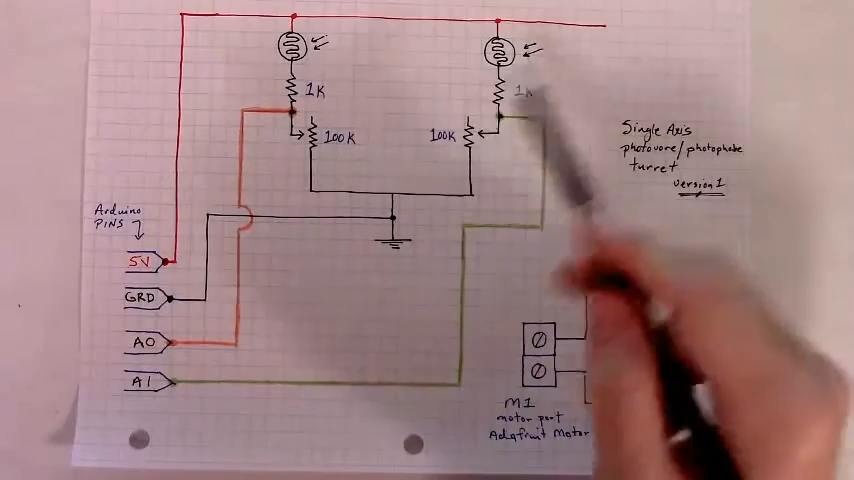 1K
1K
100K
100K
Single Axis
photovore/photophobe
turret
version 1
Arduino
PINS
5V
GRD
A0
A1
M1
motor port
Adafruit Motor